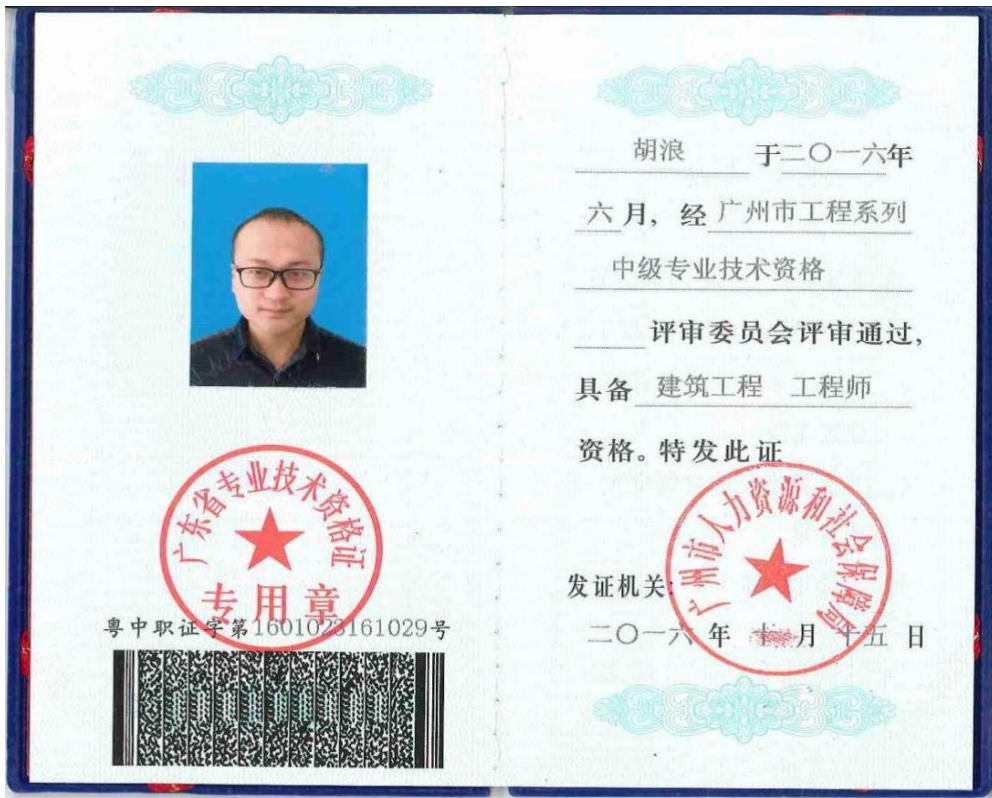 广东省专业技术资格证
专用章
粤中职证字第1601023161029号
胡浪 于二〇一六年
六月，经广州市工程系列
中级专业技术资格
评审委员会评审通过，
具备 建筑工程 工程师
资格。特发此证
广州市人力资源和社会保障局
发证机关：
二〇一六 年 月 十五 日